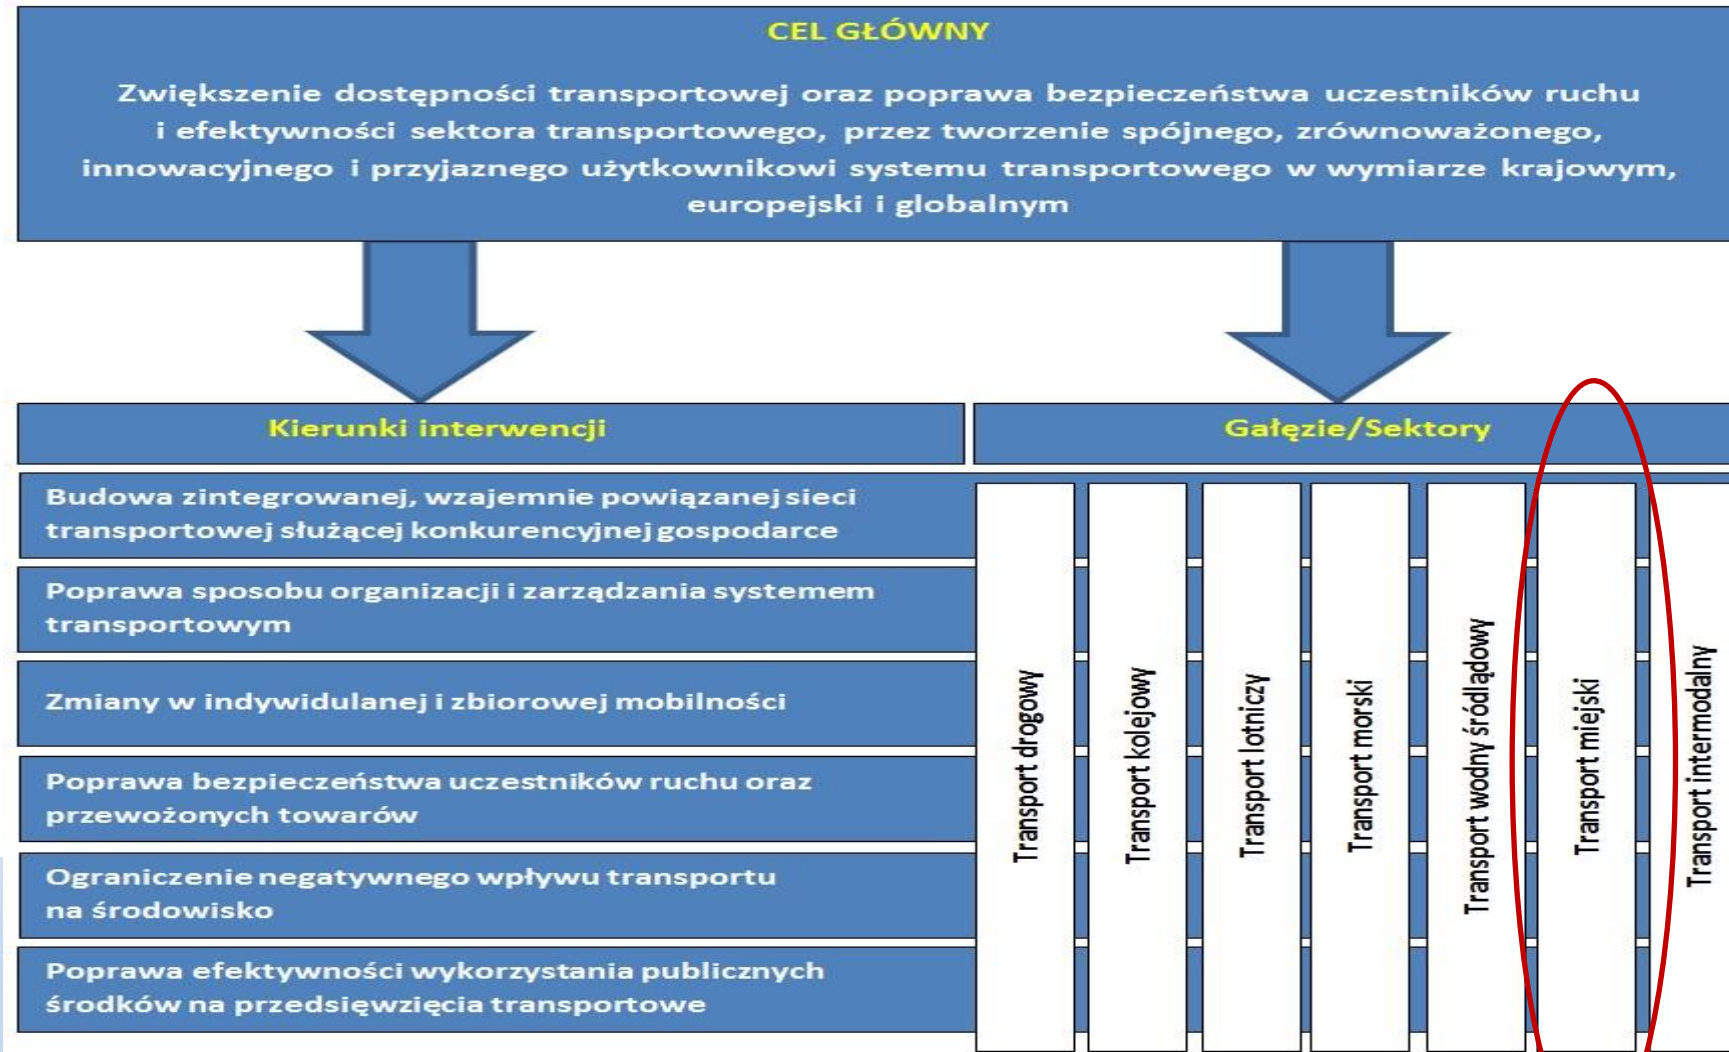 CEL GŁÓWNY
Zwiększenie dostępności transportowej oraz poprawa bezpieczeństwa uczestników ruchu
i efektywności sektora transportowego, przez tworzenie spójnego, zrównoważonego,
innowacyjnego i przyjaznego użytkownikowi systemu transportowego w wymiarze krajowym,
europejski i globalnym
Kierunki interwencji
Gałęzie/Sektory
Budowa zintegrowanej, wzajemnie powiązanej sieci
transportowej służącej konkurencyjnej gospodarce
Poprawa sposobu organizacji i zarządzania systemem
transportowym
Zmiany w indywidulanej i zbiorowej mobilności
Poprawa bezpieczeństwa uczestników ruchu oraz
przewożonych towarów
Ograniczenie negatywnego wpływu transportu
na środowisko
Poprawa efektywności wykorzystania publicznych
środków na przedsięwzięcia transportowe
Transport drogowy
Transport kolejowy
Transport lotniczy
Transport morski
Transport wodny śródlądowy
Transport miejski
Transport intermodalny